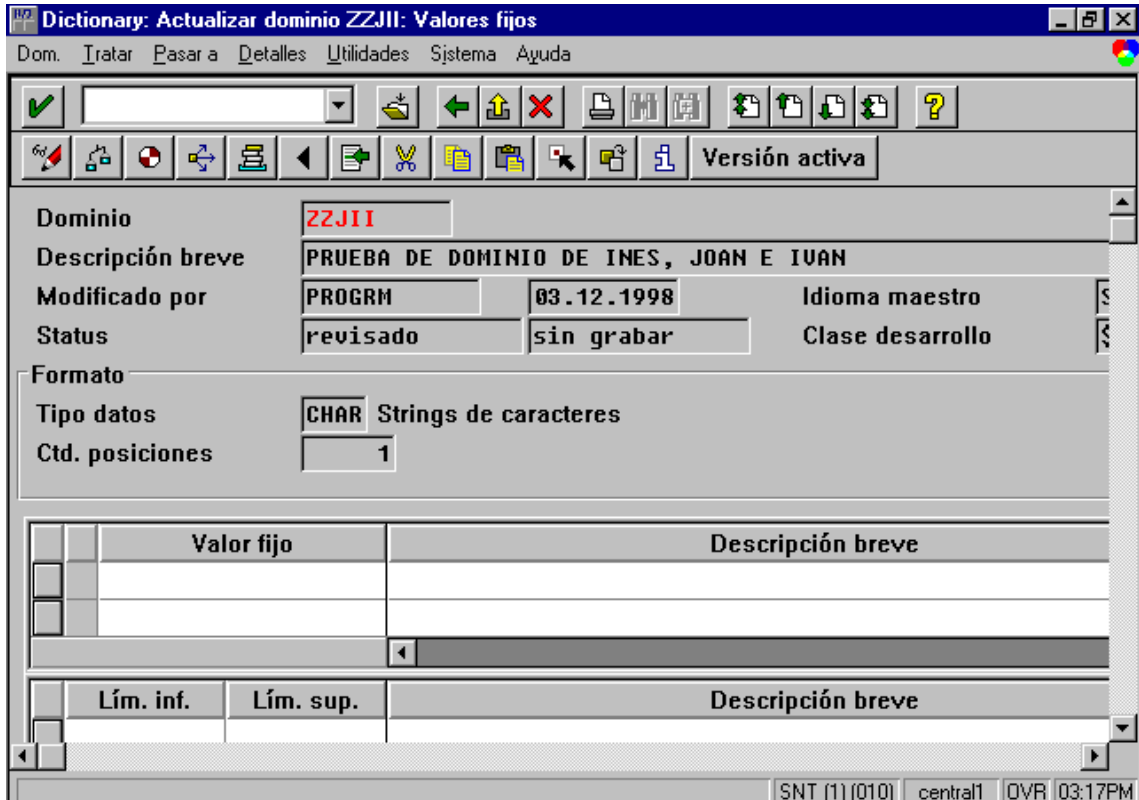 Dictionary: Actualizar dominio ZZJII: Valores fijos
Dom. Tratar Pasar a Detalles Utilidades Sistema Ayuda
Versión activa
Dominio ZZJII
Descripción breve PRUEBA DE DOMINIO DE INES, JOAN E IVAN
Modificado por PROGRM 03.12.1998 Idioma maestro
Status revisado sin grabar Clase desarrollo
Formato
Tipo datos CHAR Strings de caracteres
Ctd. posiciones 1
Valor fijo Descripción breve
Lím. inf. Lím. sup. Descripción breve
SNT (1) (010) central1 OVR 03:17PM